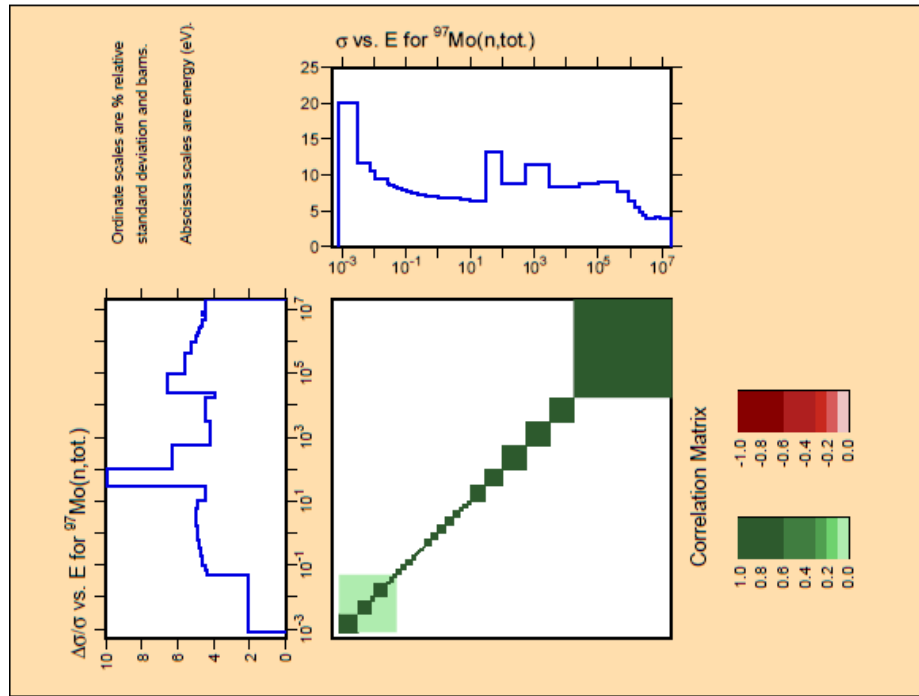 Ordinate scales are % relative
standard deviation and barns.
Abscissa scales are energy (eV).
σ vs. E for ⁹⁷Mo(n,tot.)
25
20
15
10
5
0
10⁻³ 10⁻¹ 10¹ 10³ 10⁵ 10⁷
Δσ/σ vs. E for ⁹⁷Mo(n,tot.)
10⁷
10⁵
10³
10¹
10⁻¹
10⁻³
10 8 6 4 2 0
Correlation Matrix
1.0 0.8 0.6 0.4 0.2 0.0
-1.0 -0.8 -0.6 -0.4 -0.2 0.0